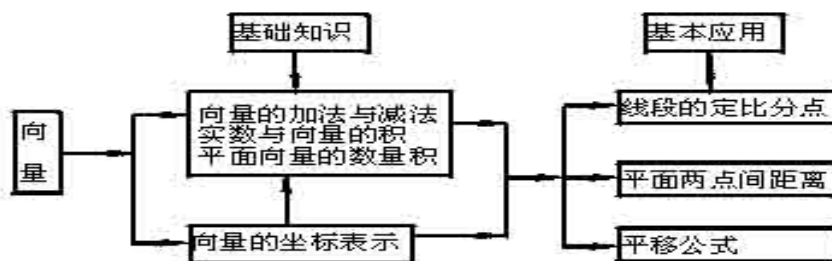 基础知识
基本应用
向量
向量的加法与减法
实数与向量的积
平面向量的数量积
向量的坐标表示
线段的定比分点
平面两点间距离
平移公式